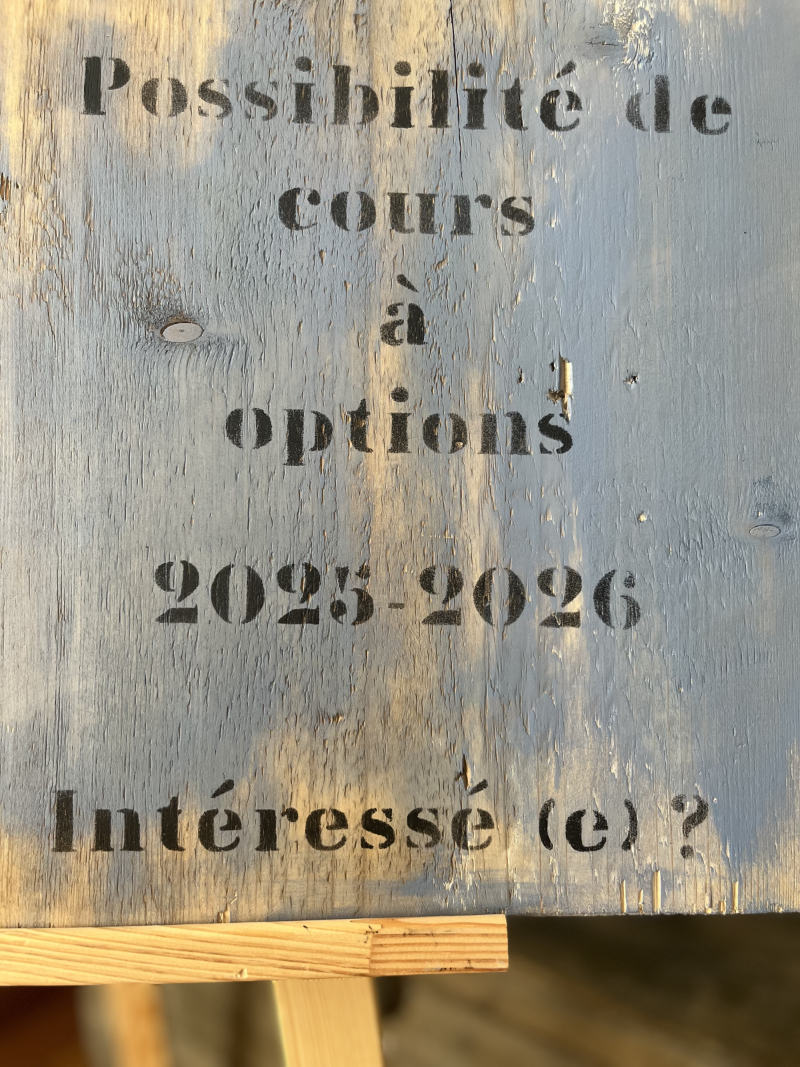 Possibilité de
cours
à
options
2025-2026
Intéressé (e) ?